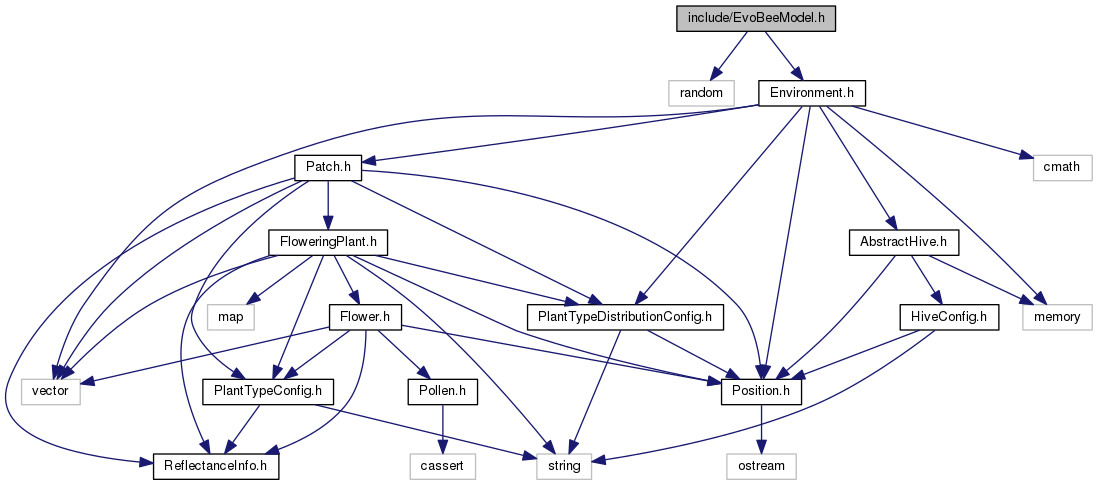 include/EvoBeeModel.h
random
Environment.h
Patch.h
cmath
FloweringPlant.h
AbstractHive.h
map
Flower.h
PlantTypeDistributionConfig.h
HiveConfig.h
memory
vector
PlantTypeConfig.h
Pollen.h
Position.h
ReflectanceInfo.h
cassert
string
ostream